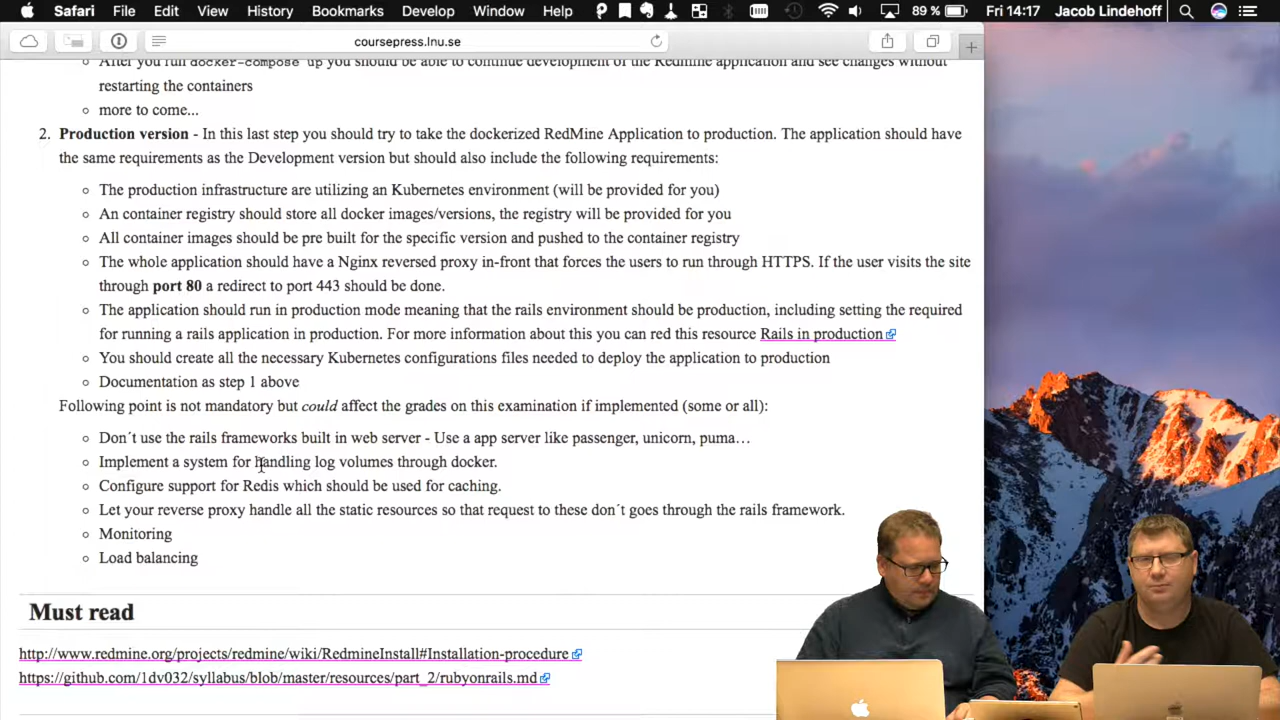 Safari File Edit View History Bookmarks Develop Window Help 89 % Fri 14:17 Jacob Lindehoff
coursepress.lnu.se
After you run docker-compose up you should be able to continue development of the Redmine application and see changes without
restarting the containers
more to come...
2. Production version - In this last step you should try to take the dockerized RedMine Application to production. The application should have
the same requirements as the Development version but should also include the following requirements:
The production infrastructure are utilizing an Kubernetes environment (will be provided for you)
An container registry should store all docker images/versions, the registry will be provided for you
All container images should be pre built for the specific version and pushed to the container registry
The whole application should have a Nginx reversed proxy in-front that forces the users to run through HTTPS. If the user visits the site
through port 80 a redirect to port 443 should be done.
The application should run in production mode meaning that the rails environment should be production, including setting the required
for running a rails application in production. For more information about this you can red this resource Rails in production
You should create all the necessary Kubernetes configurations files needed to deploy the application to production
Documentation as step 1 above
Following point is not mandatory but could affect the grades on this examination if implemented (some or all):
Don´t use the rails frameworks built in web server - Use a app server like passenger, unicorn, puma…
Implement a system for handling log volumes through docker.
Configure support for Redis which should be used for caching.
Let your reverse proxy handle all the static resources so that request to these don´t goes through the rails framework.
Monitoring
Load balancing
Must read
http://www.redmine.org/projects/redmine/wiki/RedmineInstall#Installation-procedure
https://github.com/1dv032/syllabus/blob/master/resources/part_2/rubyonrails.md